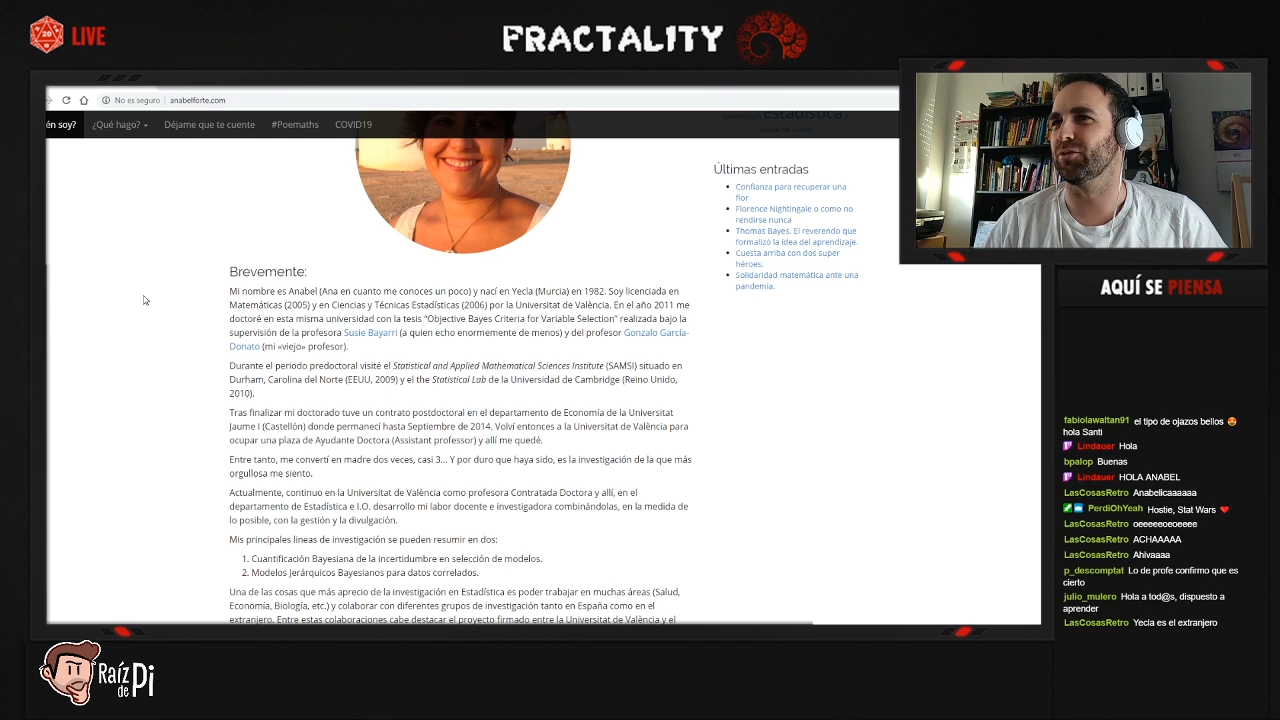 20 LIVE
FRACTALITY
No es seguro | anabelforte.com
én soy? ¿Qué hago? Déjame que te cuente #Poemaths COVID19
Estadística
Últimas entradas
Confianza para recuperar una
flor
Florence Nightingale o como no
rendirse nunca
Thomas Bayes. El reverendo que
formalizó la idea del aprendizaje.
Cuesta arriba con dos super
héroes.
Solidaridad matemática ante una
pandemia.
Brevemente:
Mi nombre es Anabel (Ana en cuanto me conoces un poco) y nací en Yecla (Murcia) en 1982. Soy licenciada en
Matemáticas (2005) y en Ciencias y Técnicas Estadísticas (2006) por la Universitat de València. En el año 2011 me
doctoré en esta misma universidad con la tesis “Objective Bayes Criteria for Variable Selection” realizada bajo la
supervisión de la profesora Susie Bayarri (a quien echo enormemente de menos) y del profesor Gonzalo García-
Donato (mi «viejo» profesor).
Durante el periodo predoctoral visité el Statistical and Applied Mathematical Sciences Institute (SAMSI) situado en
Durham, Carolina del Norte (EEUU, 2009) y el the Statistical Lab de la Universidad de Cambridge (Reino Unido,
2010).
Tras finalizar mi doctorado tuve un contrato postdoctoral en el departamento de Economía de la Universitat
Jaume I (Castellón) donde permanecí hasta Septiembre de 2014. Volví entonces a la Universitat de València para
ocupar una plaza de Ayudante Doctora (Assistant professor) y allí me quedé.
Entre tanto, me convertí en madre dos veces, casi 3... Y por duro que haya sido, es la investigación de la que más
orgullosa me siento.
Actualmente, continuo en la Universitat de València como profesora Contratada Doctora y allí, en el
departamento de Estadística e I.O. desarrollo mi labor docente e investigadora combinándolas, en la medida de
lo posible, con la gestión y la divulgación.
Mis principales lineas de investigación se pueden resumir en dos:
1. Cuantificación Bayesiana de la incertidumbre en selección de modelos.
2. Modelos Jerárquicos Bayesianos para datos correlados.
Una de las cosas que más aprecio de la investigación en Estadística es poder trabajar en muchas áreas (Salud,
Economía, Biología, etc.) y colaborar con diferentes grupos de investigación tanto en España como en el
extranjero. Entre estas colaboraciones cabe destacar el proyecto firmado entre la Universitat de València y el
AQUÍ SE PIENSA
fabiolawaltan91 el tipo de ojazos bellos 😍
hola Santi
Lindauer Hola
bpalop Buenas
Lindauer HOLA ANABEL
LasCosasRetro Anabelicaaaaaa
PerdiOhYeah Hostie, Stat Wars ❤
LasCosasRetro oeeeeeoeoeeee
LasCosasRetro ACHAAAAA
LasCosasRetro Ahivaaaa
p_descomptat Lo de profe confirmo que es
cierto
julio_mulero Hola a tod@s, dispuesto a
aprender
LasCosasRetro Yecla es el extranjero
Raíz
de Pi